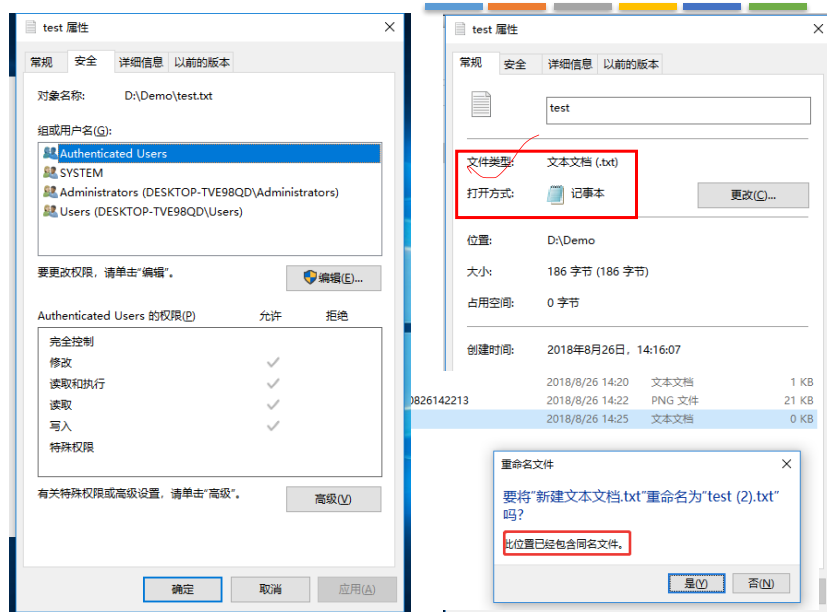 test 属性
常规 安全 详细信息 以前的版本
对象名称: D:\Demo\test.txt
组或用户名(G):
Authenticated Users
SYSTEM
Administrators (DESKTOP-TVE98QD\Administrators)
Users (DESKTOP-TVE98QD\Users)
要更改权限，请单击"编辑"。 编辑(E)...
Authenticated Users 的权限(P) 允许 拒绝
完全控制
修改
读取和执行
读取
写入
特殊权限
有关特殊权限或高级设置，请单击"高级"。 高级(V)
确定 取消 应用(A)
test 属性
常规 安全 详细信息 以前的版本
test
文件类型: 文本文档 (.txt)
打开方式: 记事本 更改(C)...
位置: D:\Demo
大小: 186 字节 (186 字节)
占用空间: 0 字节
创建时间: 2018年8月26日，14:16:07
2018/8/26 14:20 文本文档 1 KB
0826142213 2018/8/26 14:22 PNG 文件 21 KB
2018/8/26 14:25 文本文档 0 KB
重命名文件
要将"新建文本文档.txt"重命名为"test (2).txt"
吗?
此位置已经包含同名文件。
是(Y) 否(N)